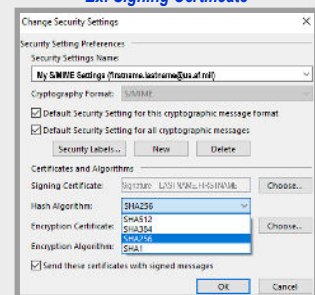 Ex: Signing Certificate
Change Security Settings
Security Setting Preferences
Security Settings Name:
My S/MIME Settings (firstname.lastname@us.af.mil)
Cryptography Format: S/MIME
Default Security Setting for this cryptographic message format
Default Security Setting for all cryptographic messages
Security Labels... New Delete
Certificates and Algorithms
Signing Certificate: Signature LASTNAME.FIRSTNAME Choose...
Hash Algorithm: SHA256
SHA512
SHA384
Encryption Certificate: SHA256 Choose...
SHA1
Encryption Algorithm:
Send these certificates with signed messages
OK Cancel